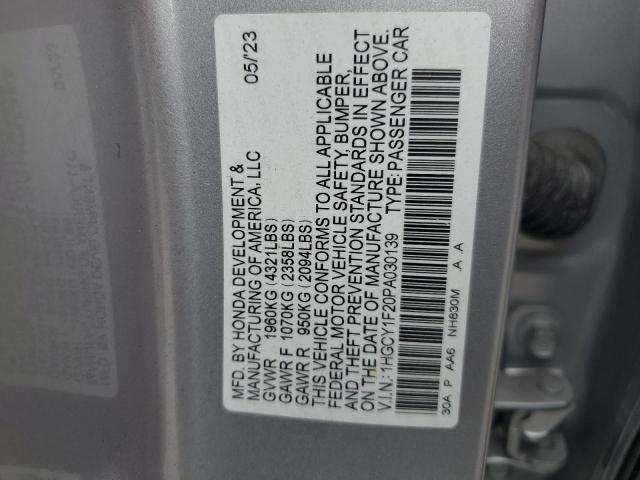 MFD. BY HONDA DEVELOPMENT & 05/'23
MANUFACTURING OF AMERICA, LLC
GVWR 1960KG (4321LBS)
GAWR F 1070KG (2358LBS)
GAWR R 950KG (2094LBS)
THIS VEHICLE CONFORMS TO ALL APPLICABLE
FEDERAL MOTOR VEHICLE SAFETY, BUMPER,
AND THEFT PREVENTION STANDARDS IN EFFECT
ON THE DATE OF MANUFACTURE SHOWN ABOVE.
V.I.N.:1HGCY1F20PA030139 TYPE:PASSENGER CAR
30A P AA6 NH830M A A